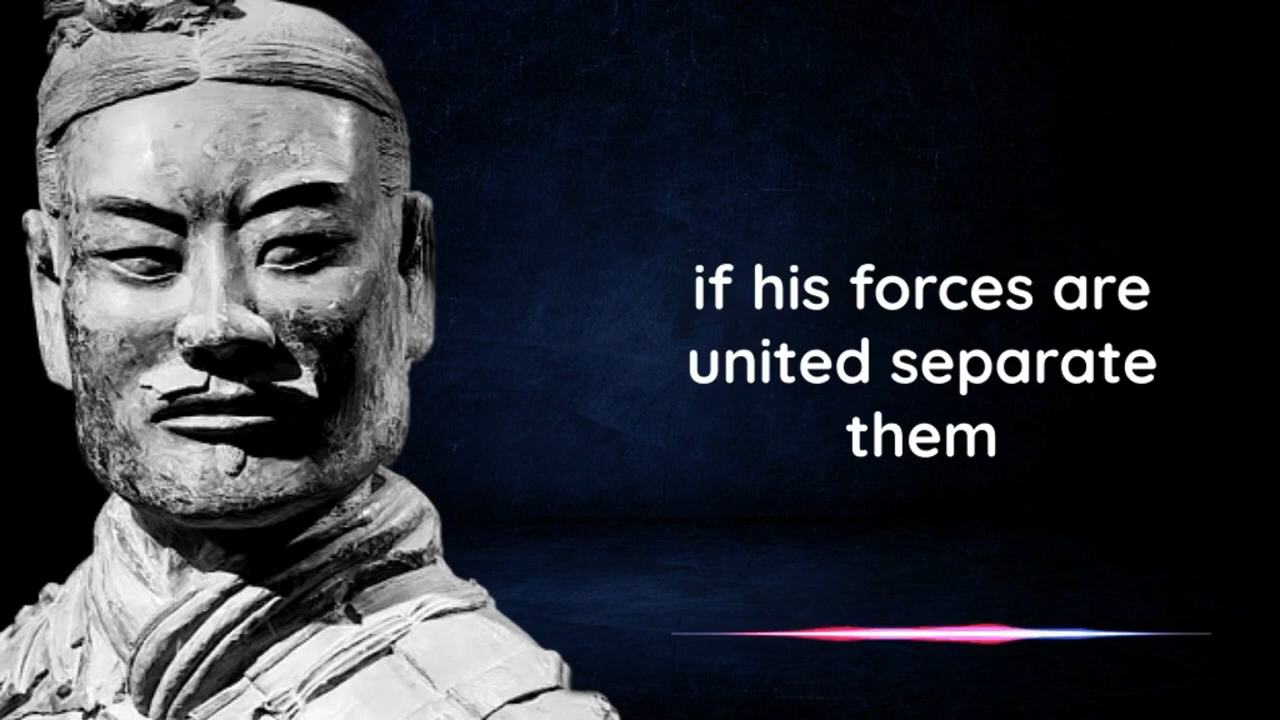 if his forces are
united separate
them